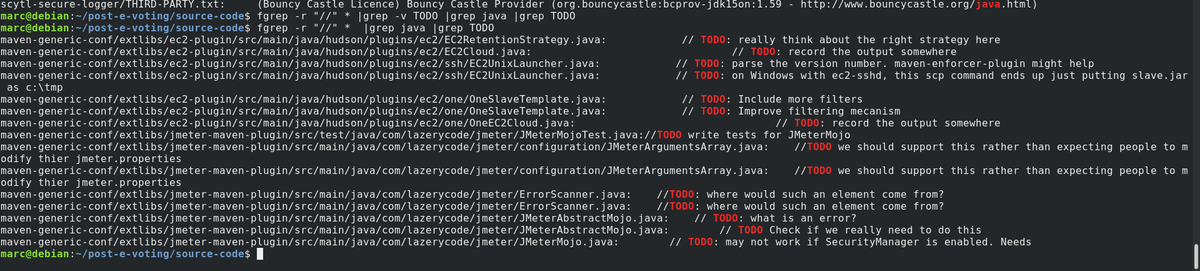 scytl-secure-logger/THIRD-PARTY.txt:     (Bouncy Castle Licence) Bouncy Castle Provider (org.bouncycastle:bcprov-jdk15on:1.59 - http://www.bouncycastle.org/java.html)
marc@debian:~/post-e-voting/source-code$ fgrep -r "//" * |grep -v TODO |grep java |grep TODO
marc@debian:~/post-e-voting/source-code$ fgrep -r "//" *  |grep java |grep TODO
maven-generic-conf/extlibs/ec2-plugin/src/main/java/hudson/plugins/ec2/EC2RetentionStrategy.java:            // TODO: really think about the right strategy here
maven-generic-conf/extlibs/ec2-plugin/src/main/java/hudson/plugins/ec2/EC2Cloud.java:                                // TODO: record the output somewhere
maven-generic-conf/extlibs/ec2-plugin/src/main/java/hudson/plugins/ec2/ssh/EC2UnixLauncher.java:            // TODO: parse the version number. maven-enforcer-plugin might help
maven-generic-conf/extlibs/ec2-plugin/src/main/java/hudson/plugins/ec2/ssh/EC2UnixLauncher.java:            // TODO: on Windows with ec2-sshd, this scp command ends up just putting slave.jar
 as c:\tmp
maven-generic-conf/extlibs/ec2-plugin/src/main/java/hudson/plugins/ec2/one/OneSlaveTemplate.java:            // TODO: Include more filters
maven-generic-conf/extlibs/ec2-plugin/src/main/java/hudson/plugins/ec2/one/OneSlaveTemplate.java:            // TODO: Improve filtering mecanism
maven-generic-conf/extlibs/ec2-plugin/src/main/java/hudson/plugins/ec2/one/OneEC2Cloud.java:                                // TODO: record the output somewhere
maven-generic-conf/extlibs/jmeter-maven-plugin/src/test/java/com/lazerycode/jmeter/JMeterMojoTest.java://TODO write tests for JMeterMojo
maven-generic-conf/extlibs/jmeter-maven-plugin/src/main/java/com/lazerycode/jmeter/configuration/JMeterArgumentsArray.java:    //TODO we should support this rather than expecting people to m
odify thier jmeter.properties
maven-generic-conf/extlibs/jmeter-maven-plugin/src/main/java/com/lazerycode/jmeter/configuration/JMeterArgumentsArray.java:    //TODO we should support this rather than expecting people to m
odify thier jmeter.properties
maven-generic-conf/extlibs/jmeter-maven-plugin/src/main/java/com/lazerycode/jmeter/ErrorScanner.java:    //TODO: where would such an element come from?
maven-generic-conf/extlibs/jmeter-maven-plugin/src/main/java/com/lazerycode/jmeter/ErrorScanner.java:    //TODO: where would such an element come from?
maven-generic-conf/extlibs/jmeter-maven-plugin/src/main/java/com/lazerycode/jmeter/JMeterAbstractMojo.java:    // TODO: what is an error?
maven-generic-conf/extlibs/jmeter-maven-plugin/src/main/java/com/lazerycode/jmeter/JMeterAbstractMojo.java:        // TODO Check if we really need to do this
maven-generic-conf/extlibs/jmeter-maven-plugin/src/main/java/com/lazerycode/jmeter/JMeterMojo.java:        // TODO: may not work if SecurityManager is enabled. Needs
marc@debian:~/post-e-voting/source-code$